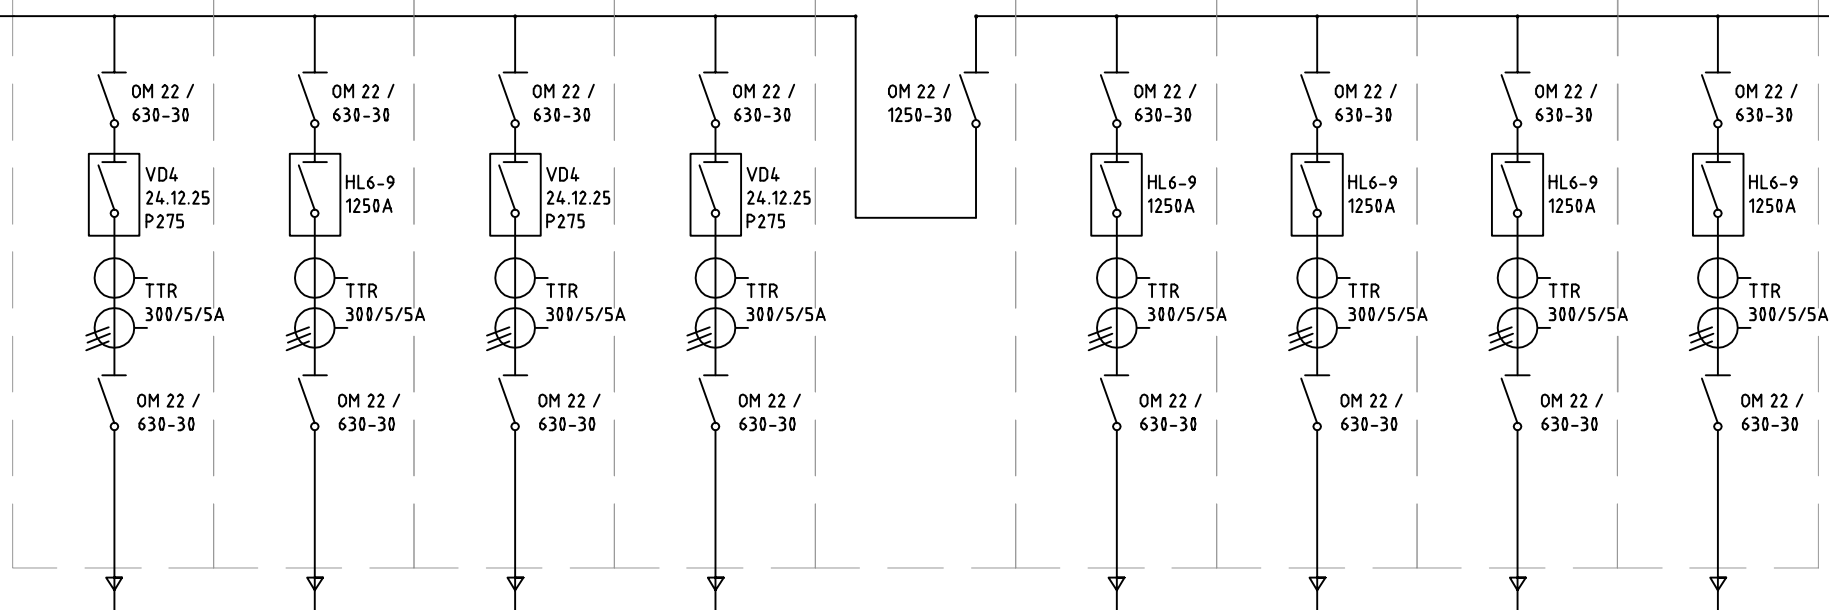 OM 22 /
630-30
OM 22 /
630-30
OM 22 /
630-30
OM 22 /
630-30
OM 22 /
1250-30
OM 22 /
630-30
OM 22 /
630-30
OM 22 /
630-30
OM 22 /
630-30
VD4
24.12.25
P275
HL6-9
1250A
VD4
24.12.25
P275
VD4
24.12.25
P275
HL6-9
1250A
HL6-9
1250A
HL6-9
1250A
HL6-9
1250A
TTR
300/5/5A
TTR
300/5/5A
TTR
300/5/5A
TTR
300/5/5A
TTR
300/5/5A
TTR
300/5/5A
TTR
300/5/5A
TTR
300/5/5A
OM 22 /
630-30
OM 22 /
630-30
OM 22 /
630-30
OM 22 /
630-30
OM 22 /
630-30
OM 22 /
630-30
OM 22 /
630-30
OM 22 /
630-30